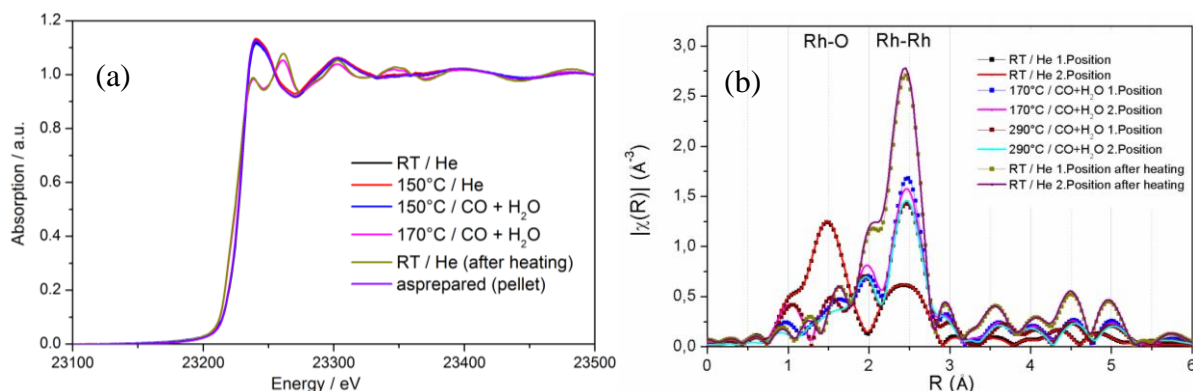 (a)
Absorption / a.u.
1.2
1.0
0.8
0.6
0.4
0.2
0.0
RT / He
150°C / He
150°C / CO + H₂O
170°C / CO + H₂O
RT / He (after heating)
asprepared (pellet)
23100 23200 23300 23400 23500
Energy / eV
(b)
Rh-O Rh-Rh
|χ(R)| (Å⁻³)
3,0
2,5
2,0
1,5
1,0
0,5
0,0
RT / He 1.Position
RT / He 2.Position
170°C / CO+H₂O 1.Position
170°C / CO+H₂O 2.Position
290°C / CO+H₂O 1.Position
290°C / CO+H₂O 2.Position
RT / He 1.Position after heating
RT / He 2.Position after heating
0 1 2 3 4 5 6
R (Å)